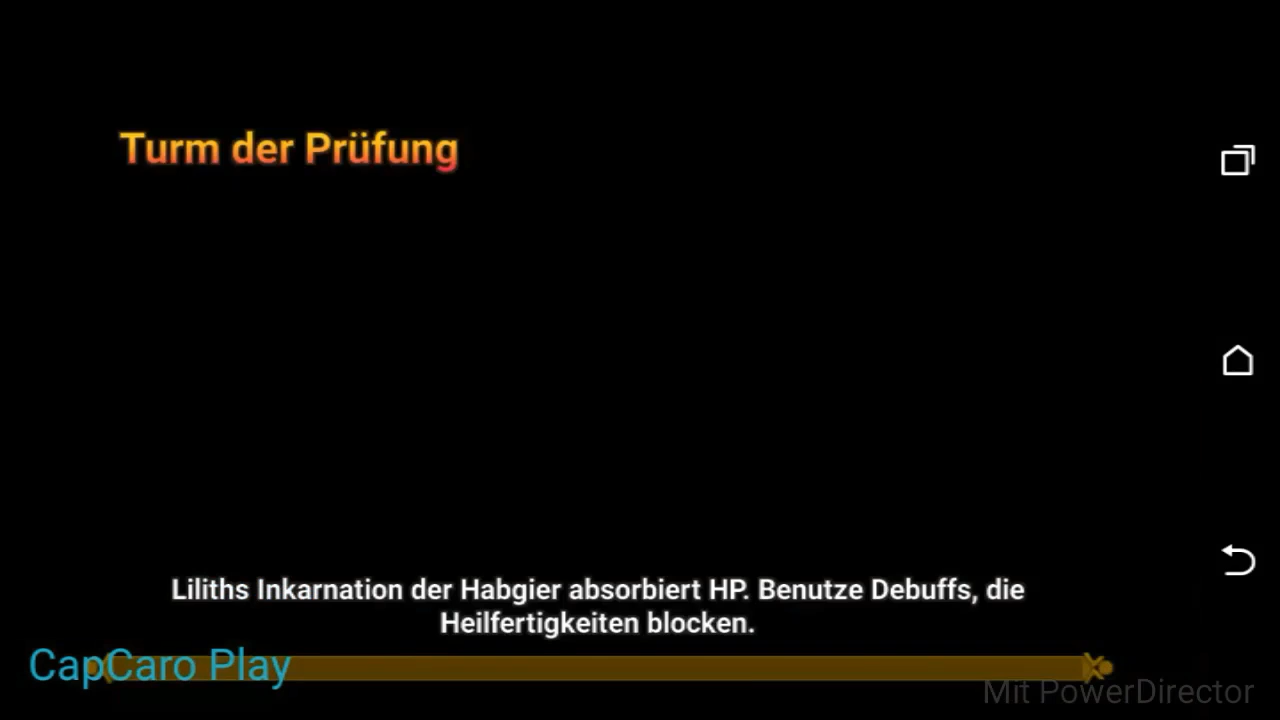 Turm der Prüfung
Liliths Inkarnation der Habgier absorbiert HP. Benutze Debuffs, die
Heilfertigkeiten blocken.
CapCaro Play
Mit PowerDirector